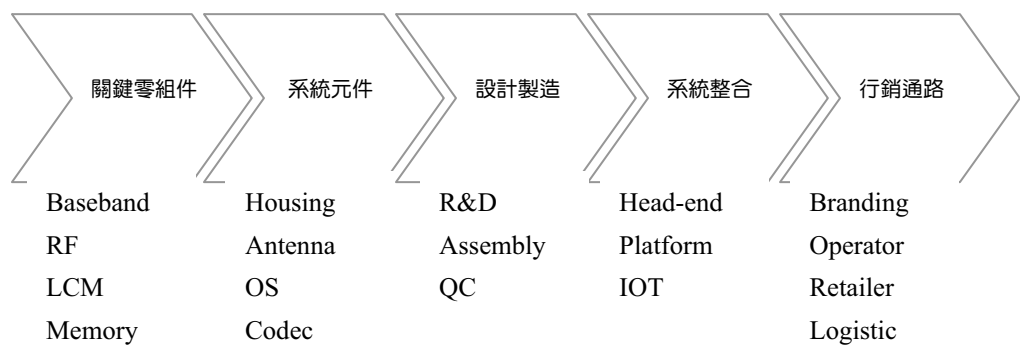 關鍵零組件
系統元件
設計製造
系統整合
行銷通路
Baseband
RF
LCM
Memory
Housing
Antenna
OS
Codec
R&D
Assembly
QC
Head-end
Platform
IOT
Branding
Operator
Retailer
Logistic